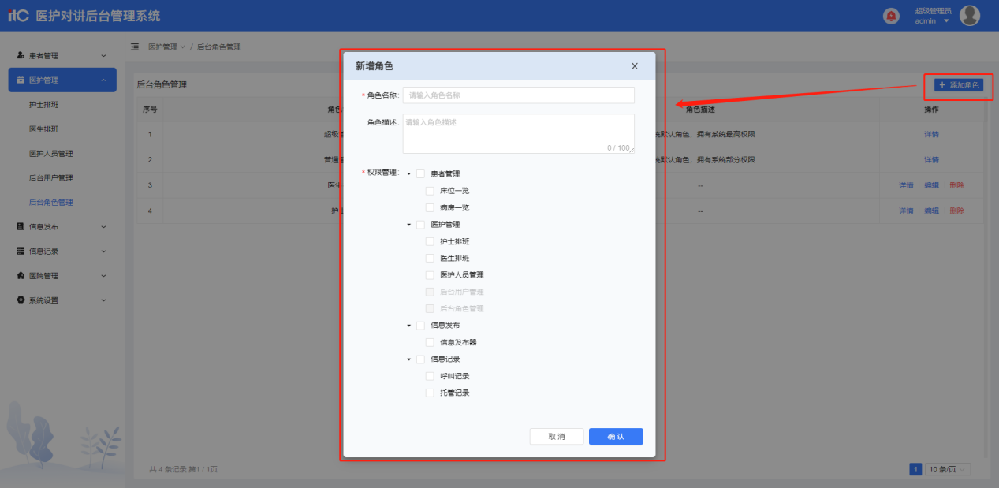 itC 医护对讲后台管理系统
超级管理员
admin
患者管理
医护管理
护士排班
医生排班
医护人员管理
后台用户管理
后台角色管理
信息发布
信息记录
医院管理
系统设置
医护管理 / 后台角色管理
后台角色管理
+ 添加角色
序号 角色 角色描述 操作
1 超级 默认角色，拥有系统最高权限 详情
2 普通 默认角色，拥有系统部分权限 详情
3 医生 -- 详情 编辑 删除
4 护 -- 详情 编辑 删除
共 4 条记录 第1 / 1页
1 10 条/页
新增角色 X
* 角色名称: 请输入角色名称
角色描述: 请输入角色描述
0 / 100
* 权限管理: 患者管理
床位一览
病房一览
医护管理
护士排班
医生排班
医护人员管理
后台用户管理
后台角色管理
信息发布
信息发布器
信息记录
呼叫记录
托管记录
取 消 确 认